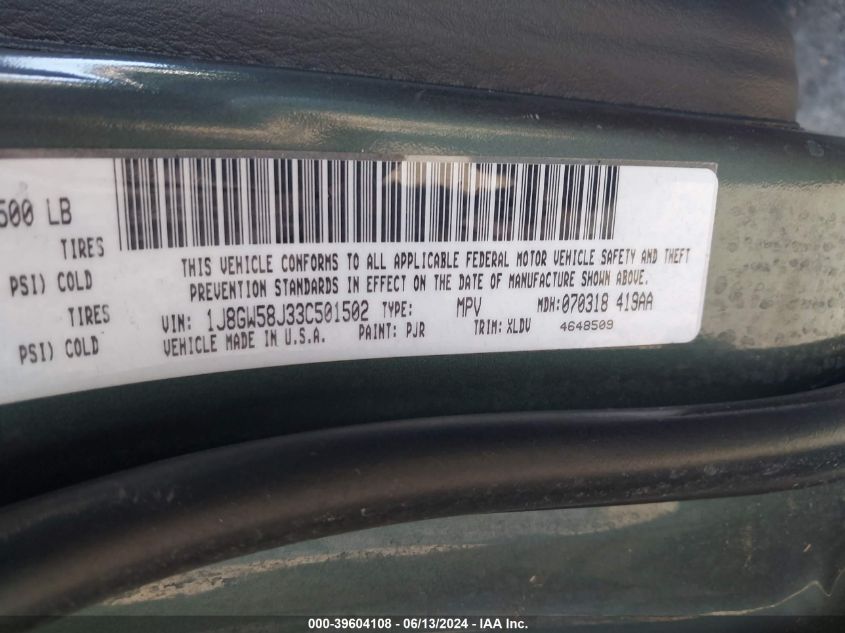 500 LB
TIRES
PSI) COLD
TIRES
PSI) COLD
THIS VEHICLE CONFORMS TO ALL APPLICABLE FEDERAL MOTOR VEHICLE SAFETY AND THEFT
PREVENTION STANDARDS IN EFFECT ON THE DATE OF MANUFACTURE SHOWN ABOVE.
VIN: 1J8GW58J33C501502 TYPE: MPV MDH:070318 419AA
VEHICLE MADE IN U.S.A. PAINT: PJR TRIM: XLDV 4648509
000-39604108 - 06/13/2024 - IAA Inc.